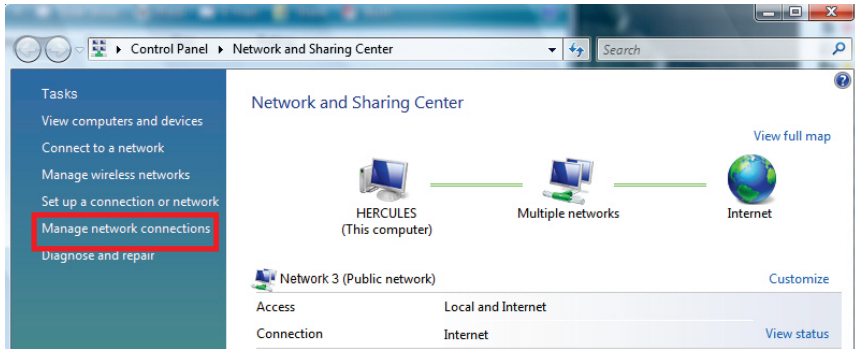 Control Panel ▸ Network and Sharing Center
Search
Tasks
View computers and devices
Connect to a network
Manage wireless networks
Set up a connection or network
Manage network connections
Diagnose and repair
Network and Sharing Center
View full map
HERCULES
(This computer)
Multiple networks
Internet
Network 3 (Public network)
Customize
Access Local and Internet
Connection Internet View status